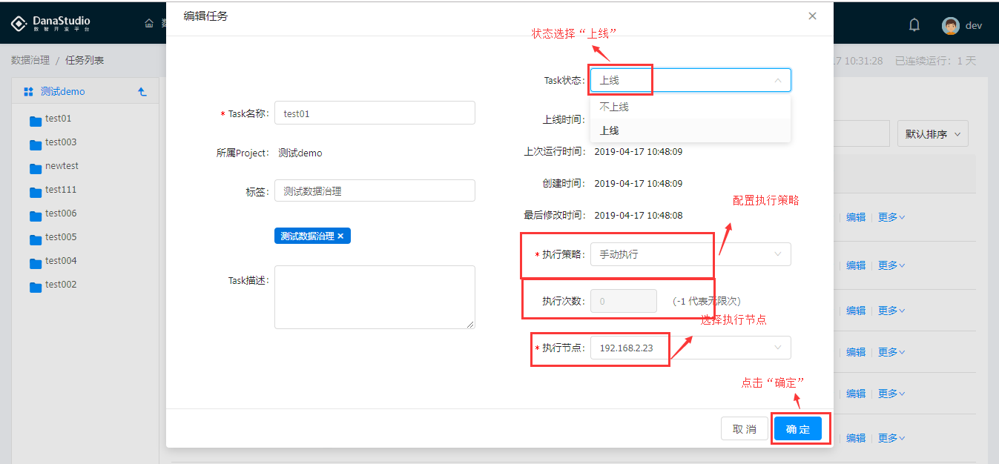 DanaStudio
数 智 开 发 平 台
编辑任务
dev
数据治理 / 任务列表
17 10:31:28 已连续运行：1 天
测试demo
test01
test003
newtest
test111
test006
test005
test004
test002
* Task名称： test01
所属Project： 测试demo
标签： 测试数据治理
测试数据治理 ×
Task描述：
状态选择“上线”
Task状态： 上线
不上线
上线
上线时间：
上次运行时间： 2019-04-17 10:48:09
创建时间： 2019-04-17 10:48:09
最后修改时间： 2019-04-17 10:48:08
配置执行策略
* 执行策略： 手动执行
执行次数： 0 (-1 代表无限次)
选择执行节点
* 执行节点： 192.168.2.23
点击“确定”
取 消 确 定
默认排序
编辑 更多
编辑 更多
编辑 更多
编辑 更多
编辑 更多
编辑 更多